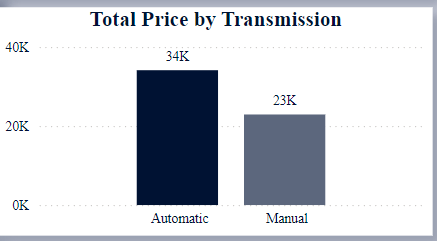 Total Price by Transmission
40K
34K
23K
20K
0K
Automatic Manual